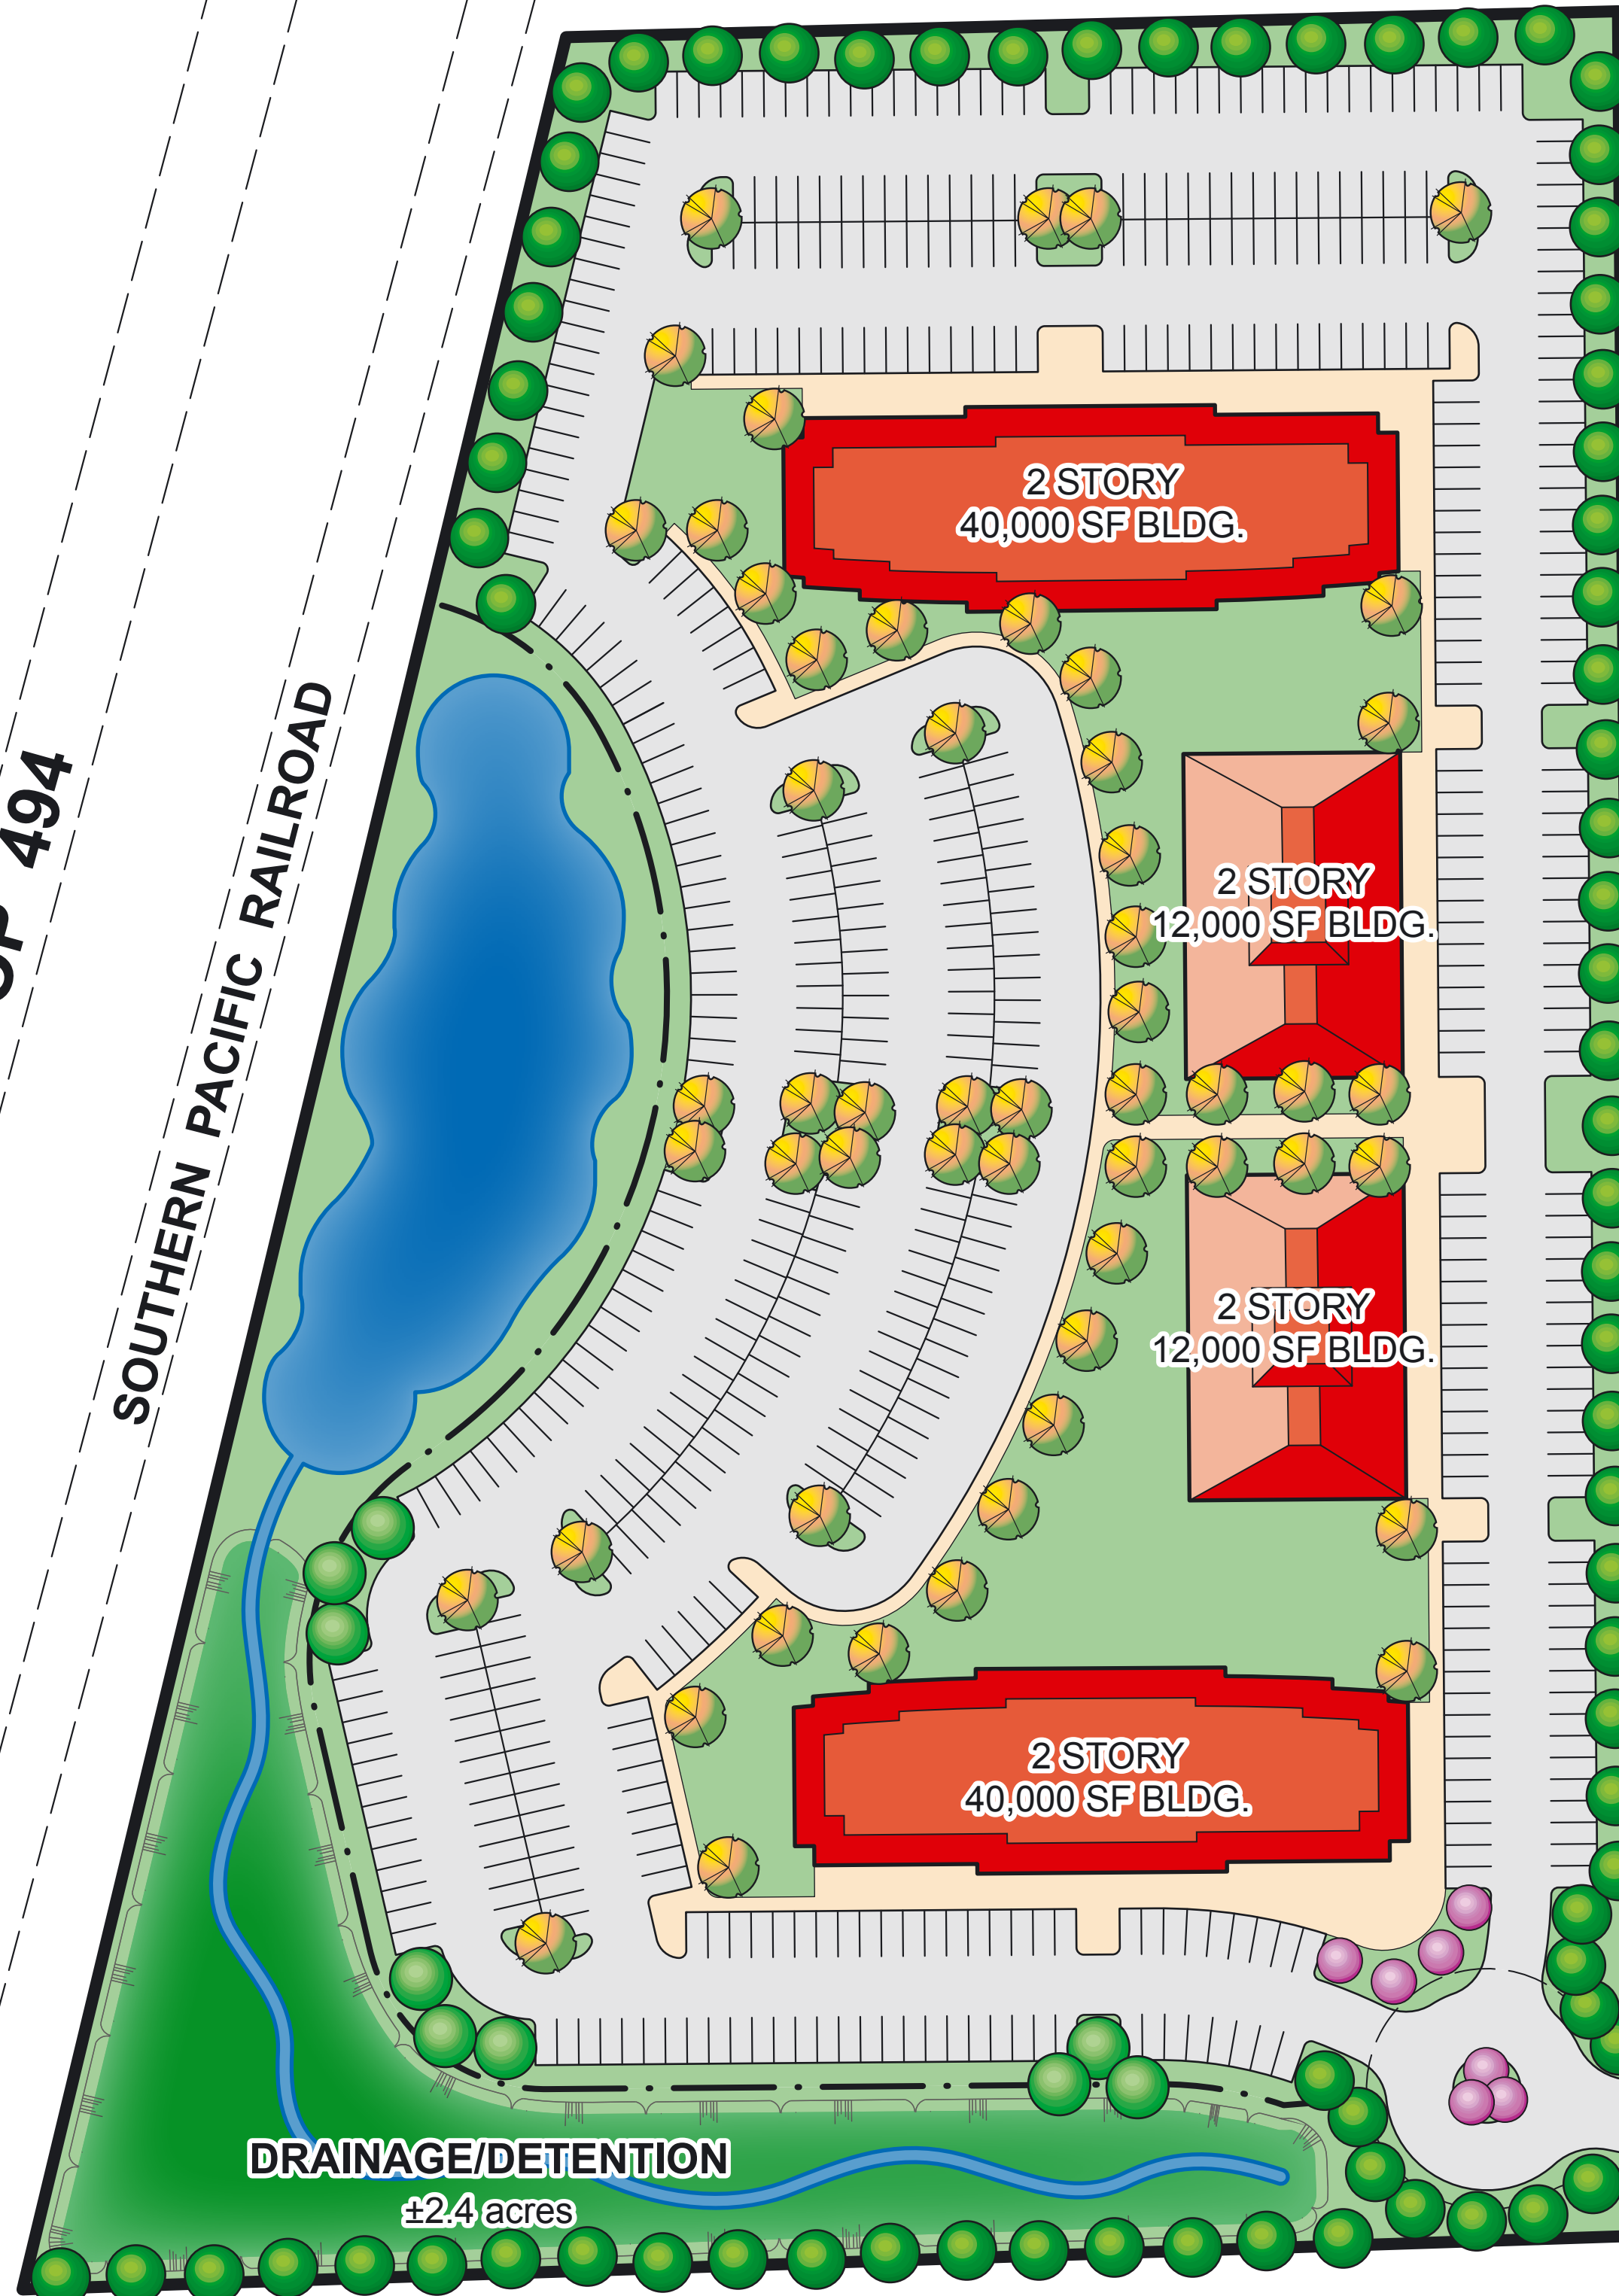 2 STORY
40,000 SF BLDG.
494
SOUTHERN PACIFIC RAILROAD
2 STORY
12,000 SF BLDG.
2 STORY
12,000 SF BLDG.
2 STORY
40,000 SF BLDG.
DRAINAGE/DETENTION
±2.4 acres